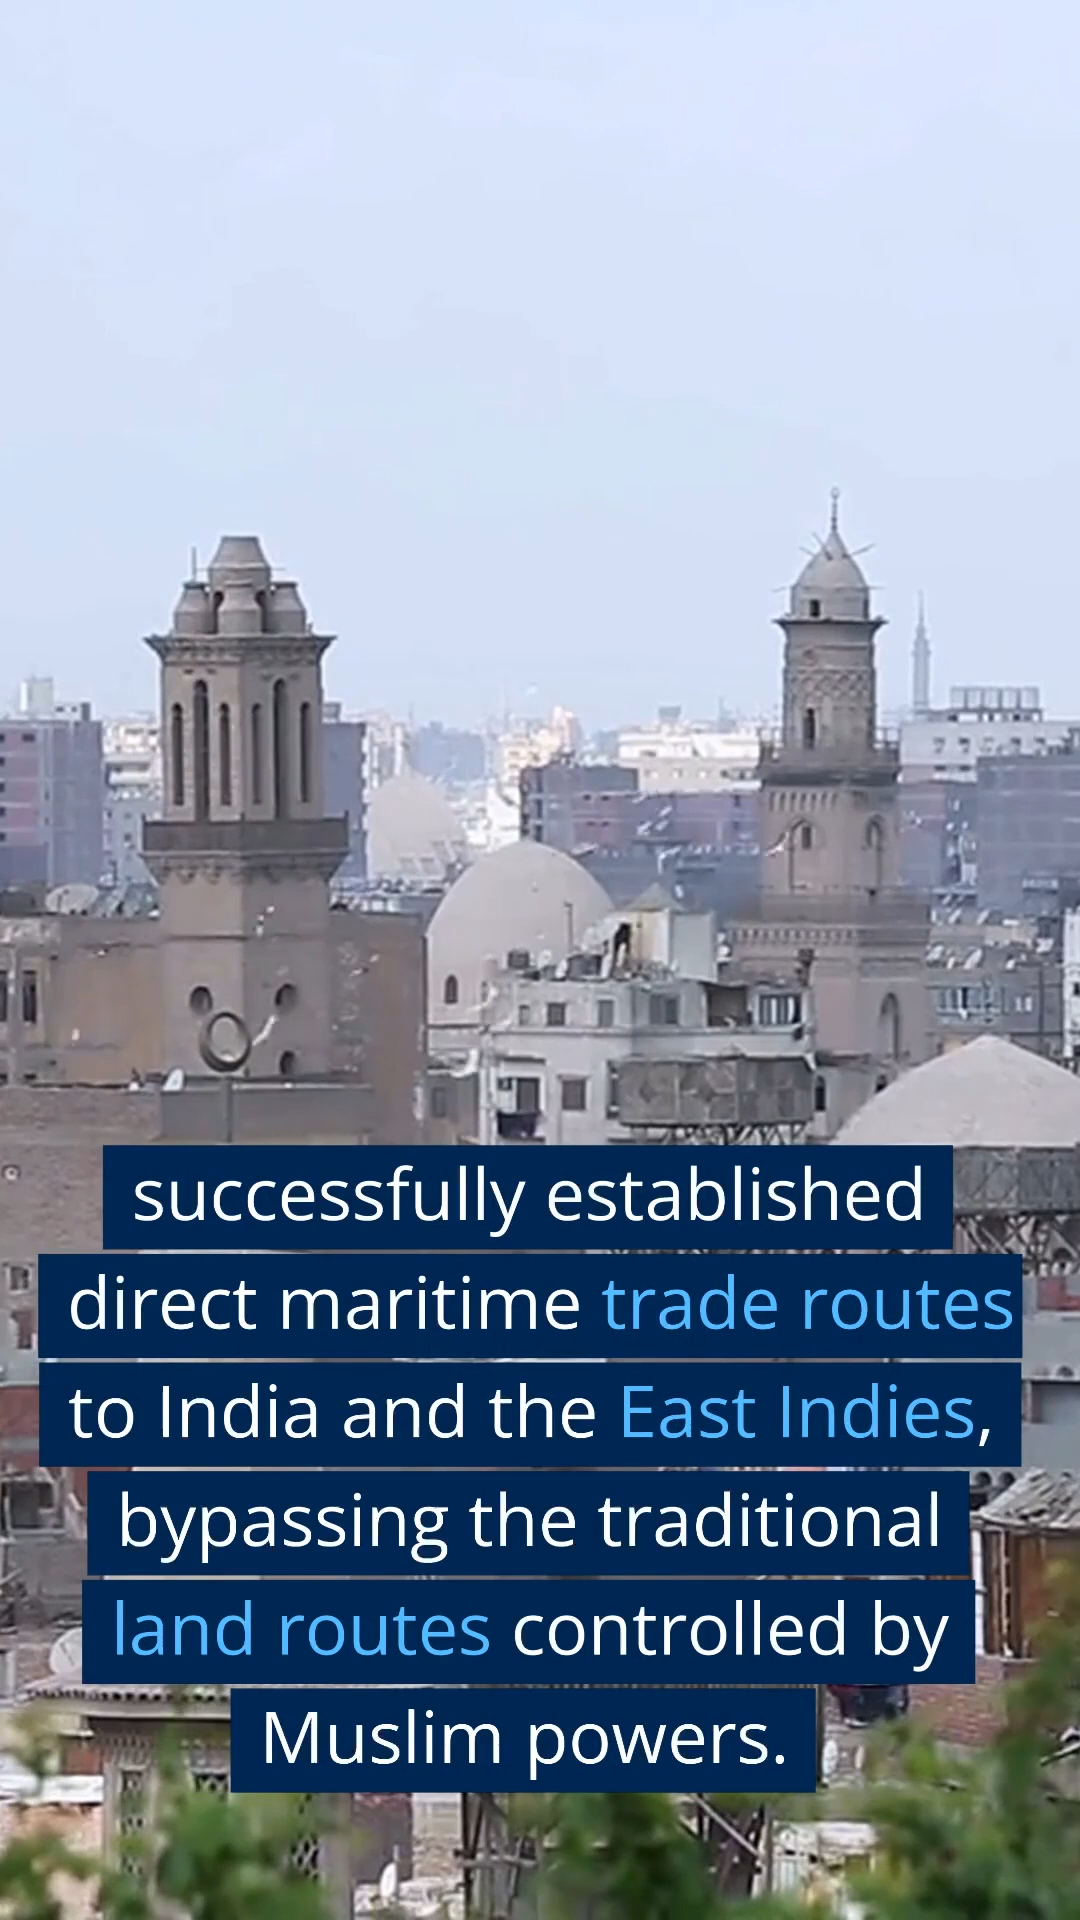 successfully established
direct maritime trade routes
to India and the East Indies,
bypassing the traditional
land routes controlled by
Muslim powers.